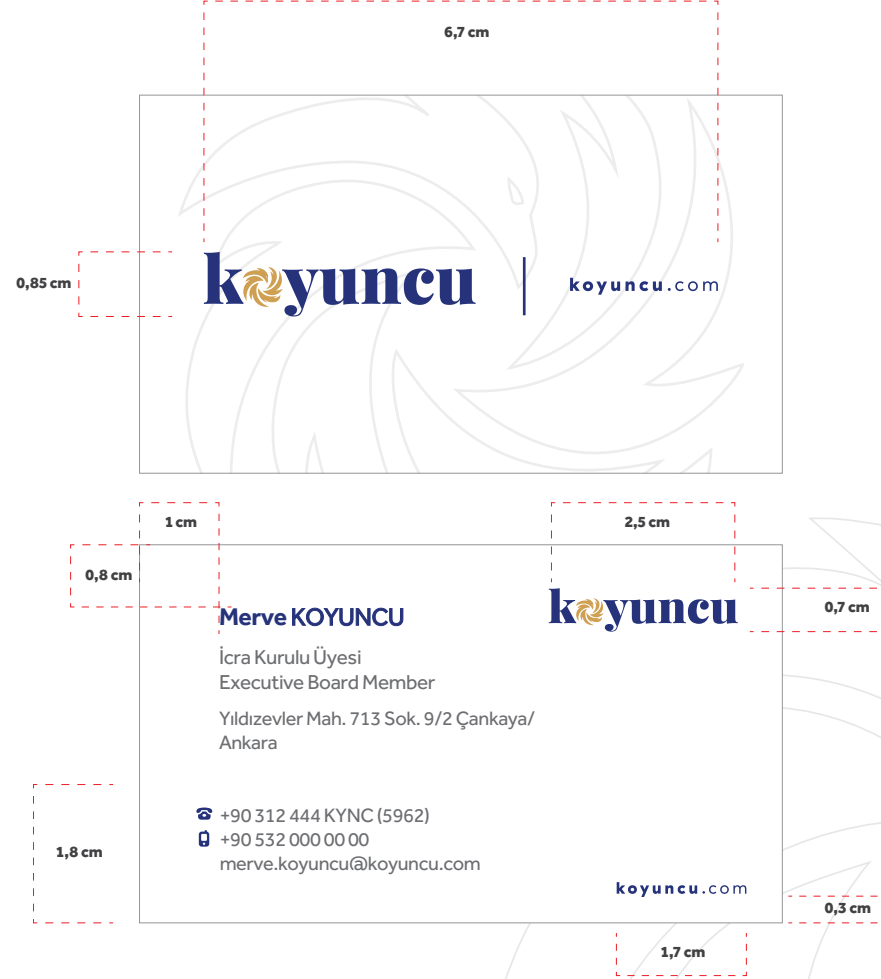 6,7 cm
0,85 cm
koyuncu
koyuncu.com
1 cm
2,5 cm
0,8 cm
koyuncu
0,7 cm
Merve KOYUNCU
İcra Kurulu Üyesi
Executive Board Member
Yıldızevler Mah. 713 Sok. 9/2 Çankaya/
Ankara
+90 312 444 KYNC (5962)
+90 532 000 00 00
1,8 cm
merve.koyuncu@koyuncu.com
koyuncu.com
0,3 cm
1,7 cm